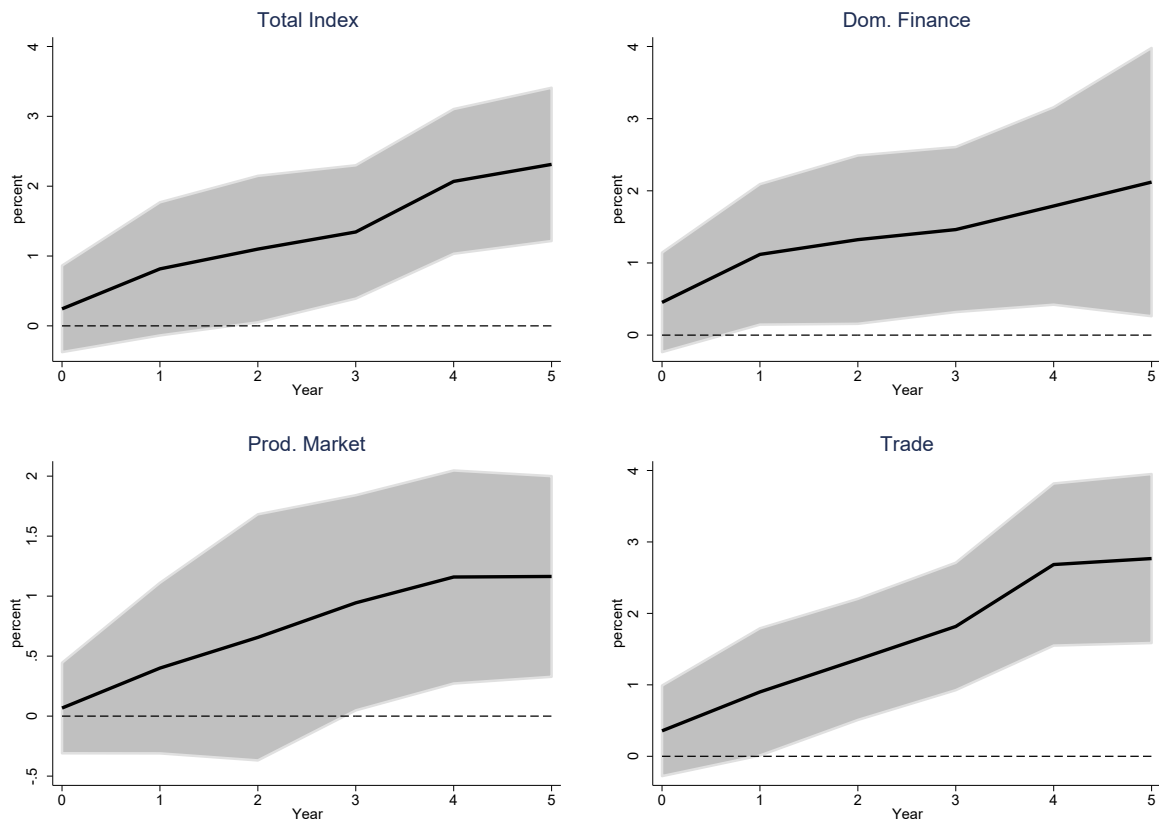 Total Index
percent
4
3
2
1
0
0 1 2 3 4 5
Year
Dom. Finance
percent
4
3
2
1
0
0 1 2 3 4 5
Year
Prod. Market
percent
2
1.5
1
.5
0
-.5
0 1 2 3 4 5
Year
Trade
percent
4
3
2
1
0
0 1 2 3 4 5
Year